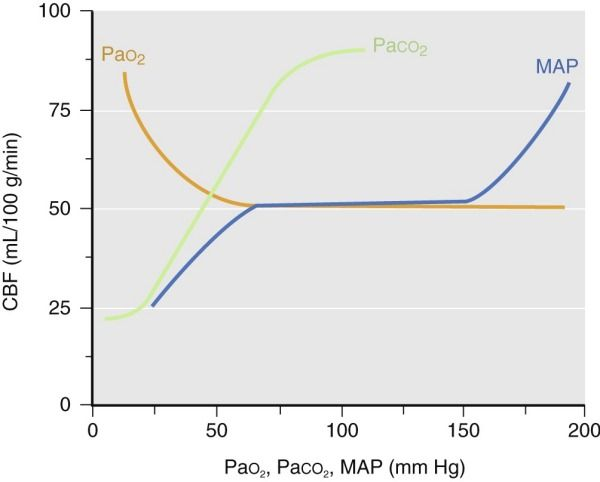 CBF (mL/100 g/min)
100
75
50
25
0
PaO₂
PaCO₂
MAP
0 50 100 150 200
PaO₂, PaCO₂, MAP (mm Hg)